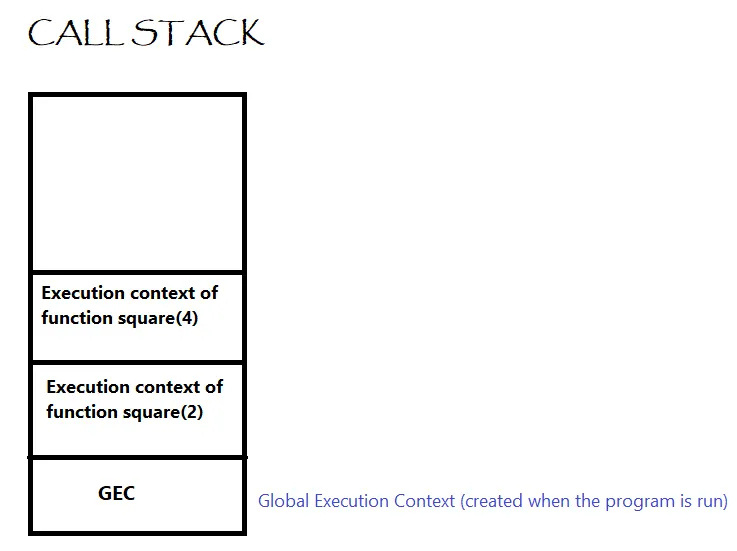 CALL STACK
Execution context of
function square(4)
Execution context of
function square(2)
GEC
Global Execution Context (created when the program is run)